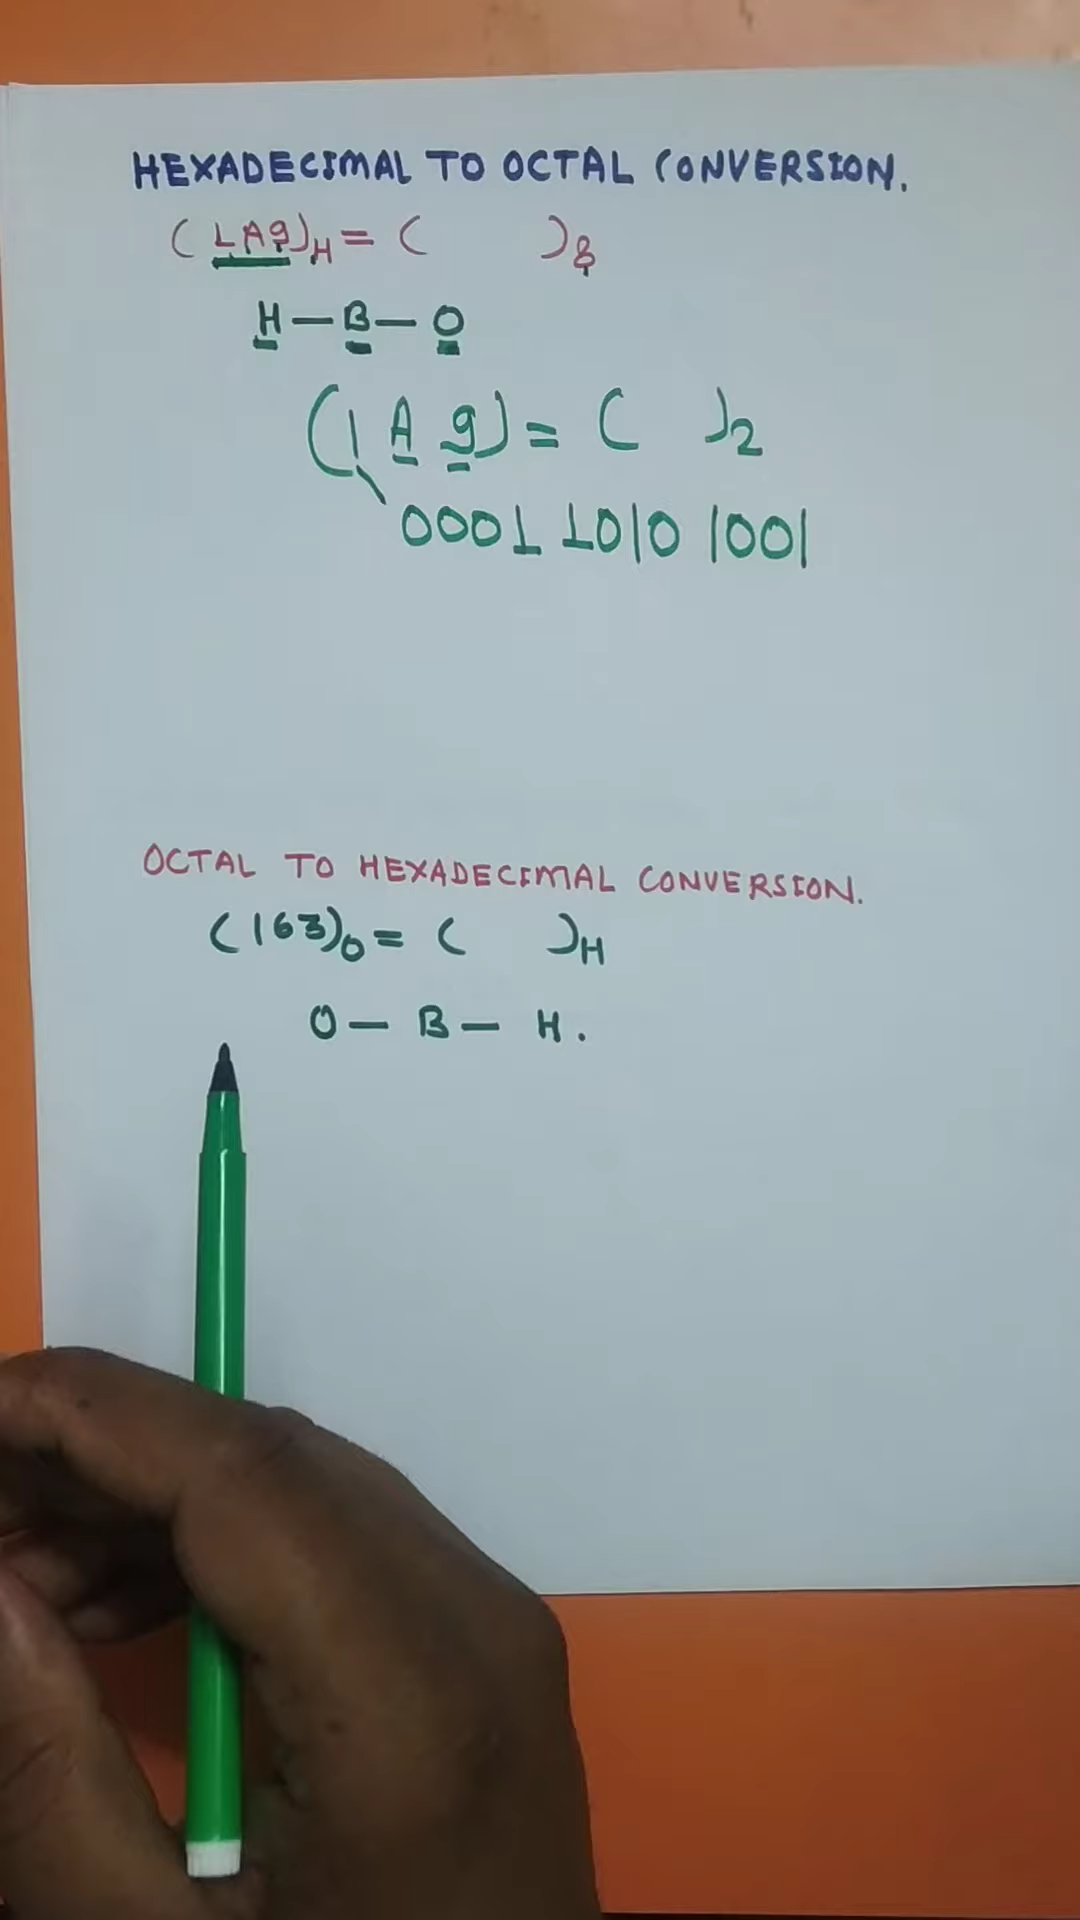 HEXADECIMAL TO OCTAL CONVERSION.
(1A9)H = ( )8
H — B — O
(1 A 9) = ( )2
0001 1010 1001
OCTAL TO HEXADECIMAL CONVERSION.
(163)O = ( )H
O — B — H.